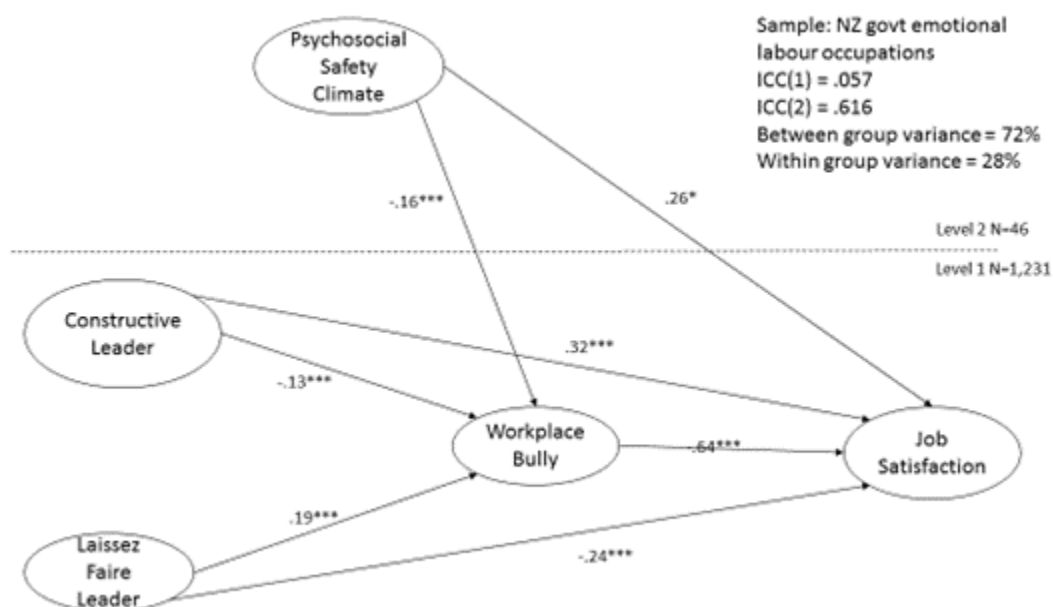 Psychosocial
Safety
Climate
Sample: NZ govt emotional
labour occupations
ICC(1) = .057
ICC(2) = .616
Between group variance = 72%
Within group variance = 28%
-.16***
.26*
Level 2 N=46
Level 1 N=1,231
Constructive
Leader
.32***
-.13***
Workplace
Bully
-.64***
Job
Satisfaction
.19***
Laissez
Faire
Leader
-.24***